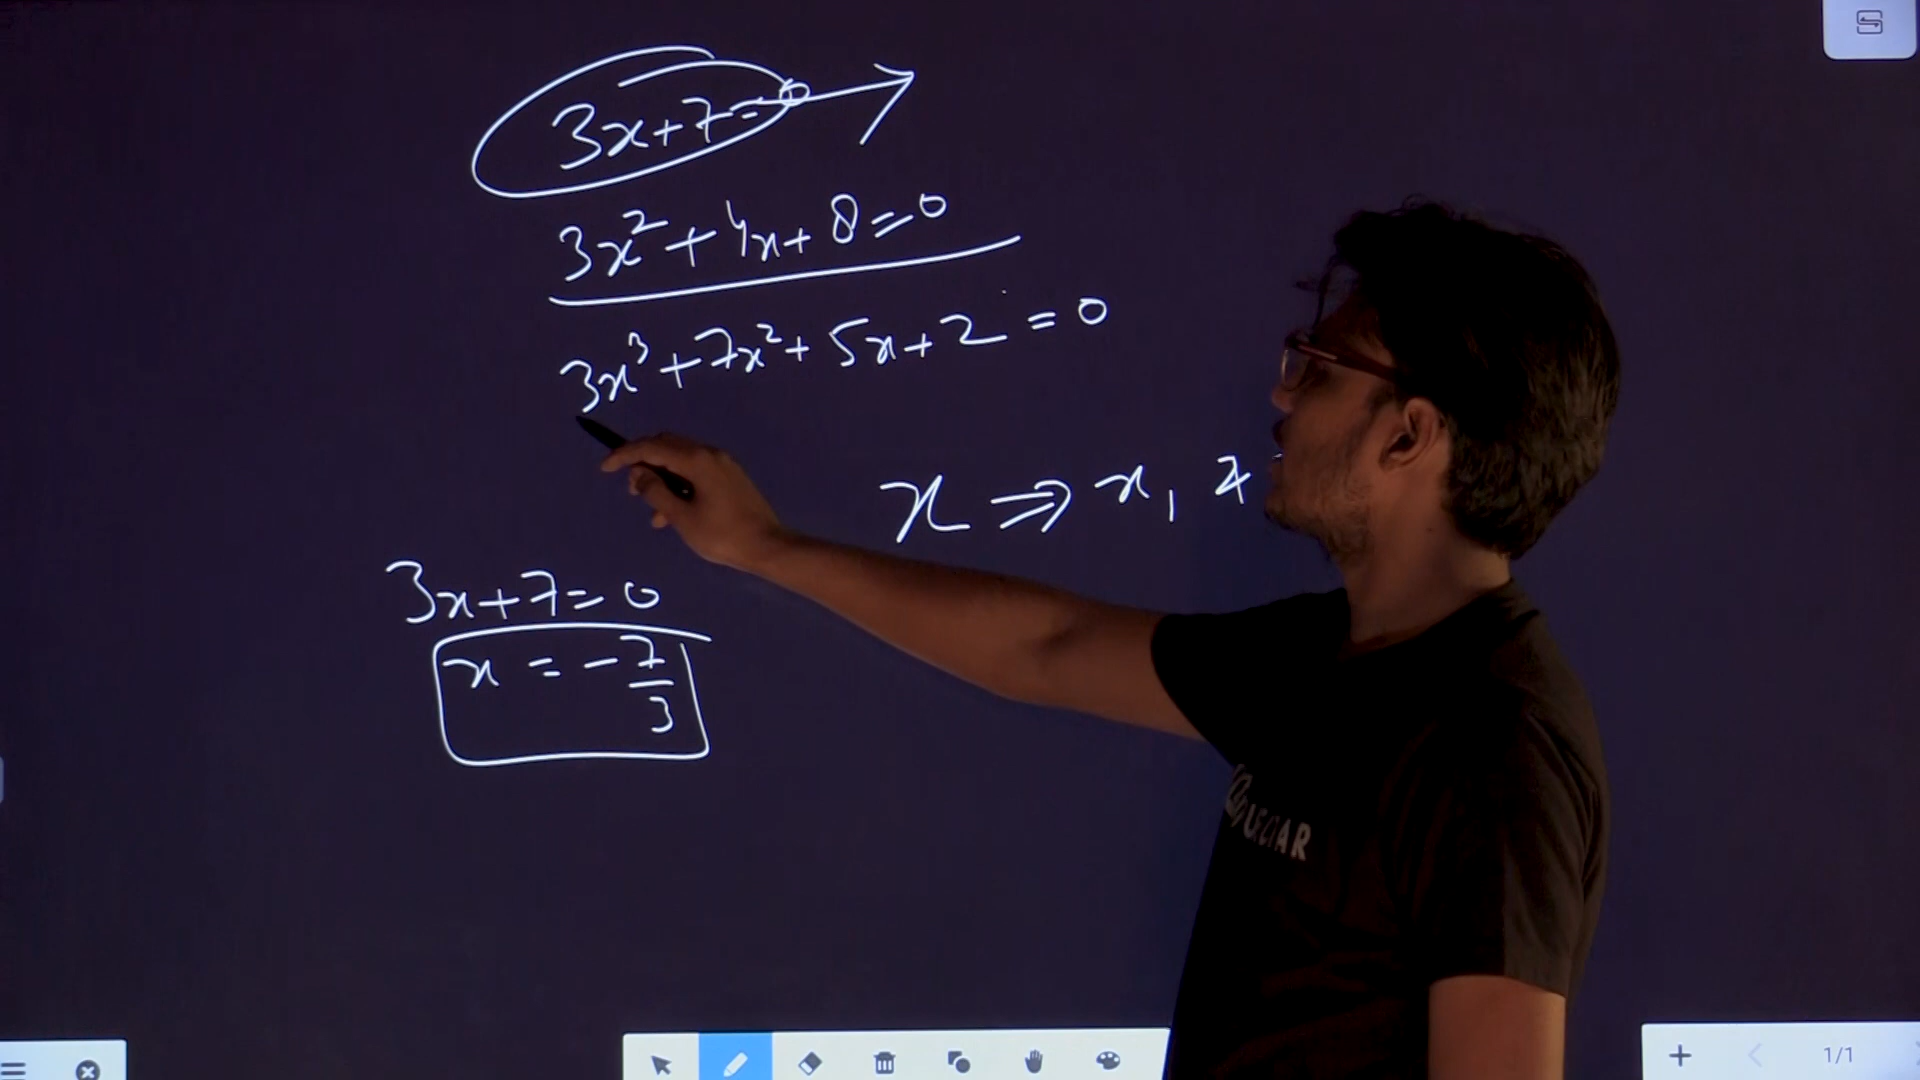 3x+7=0
3x²+4x+8=0
3x³+7x²+5x+2=0
x⇒x,
3x+7=0
x=-7/3
1/1